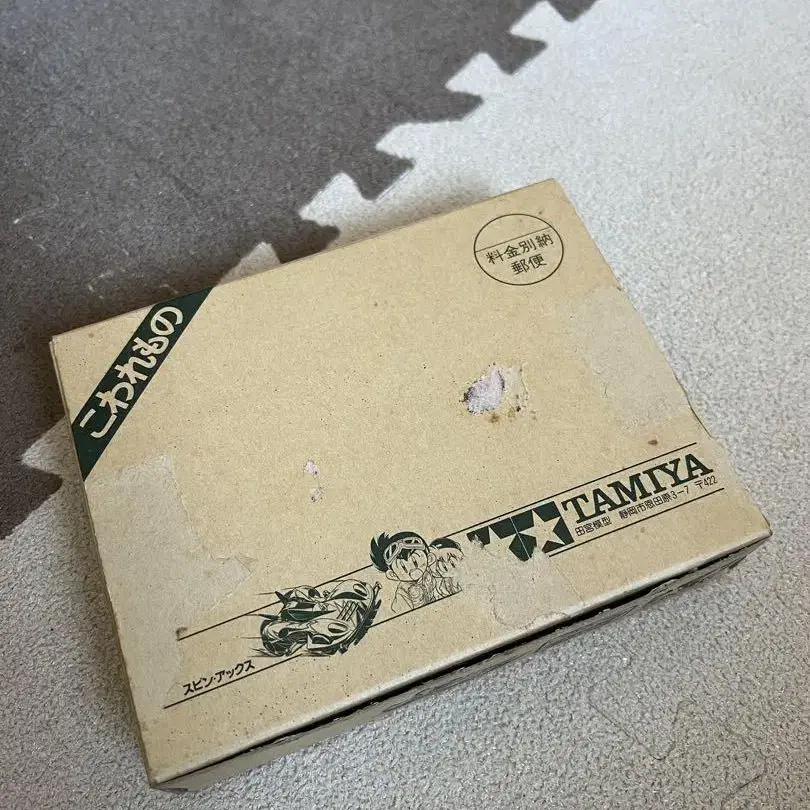 料金別納
郵便
こわれもの
TAMIYA
田宮模型 静岡市恩田原3-7 〒422
スピン・アックス